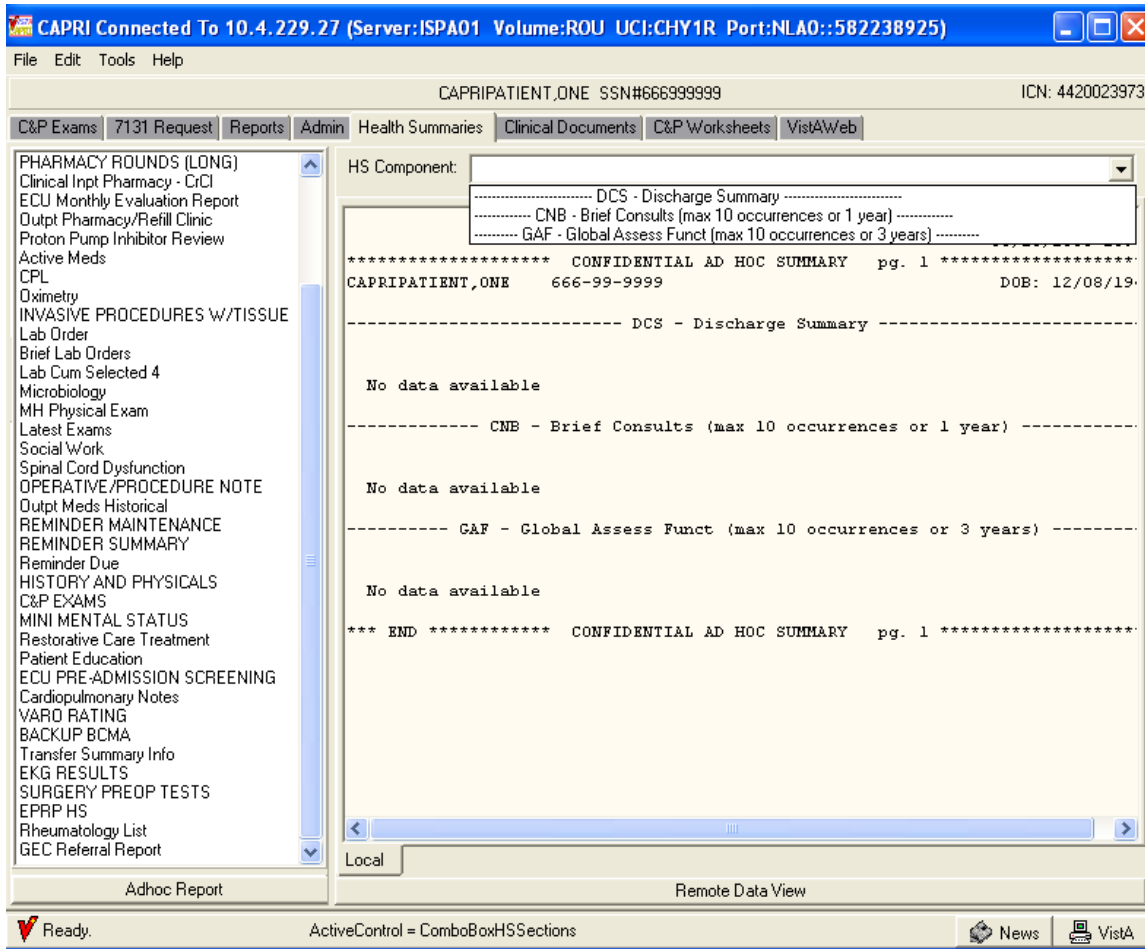 CAPRI Connected To 10.4.229.27 (Server:ISPA01 Volume:ROU UCI:CHY1R Port:NLA0::582238925)
File Edit Tools Help
CAPRIPATIENT,ONE SSN#666999999 ICN: 4420023973
C&P Exams 7131 Request Reports Admin Health Summaries Clinical Documents C&P Worksheets VistAWeb
PHARMACY ROUNDS (LONG)
Clinical Inpt Pharmacy - CrCl
ECU Monthly Evaluation Report
Outpt Pharmacy/Refill Clinic
Proton Pump Inhibitor Review
Active Meds
CPL
Oximetry
INVASIVE PROCEDURES W/TISSUE
Lab Order
Brief Lab Orders
Lab Cum Selected 4
Microbiology
MH Physical Exam
Latest Exams
Social Work
Spinal Cord Dysfunction
OPERATIVE/PROCEDURE NOTE
Outpt Meds Historical
REMINDER MAINTENANCE
REMINDER SUMMARY
Reminder Due
HISTORY AND PHYSICALS
C&P EXAMS
MINI MENTAL STATUS
Restorative Care Treatment
Patient Education
ECU PRE-ADMISSION SCREENING
Cardiopulmonary Notes
VARO RATING
BACKUP BCMA
Transfer Summary Info
EKG RESULTS
SURGERY PREOP TESTS
EPRP HS
Rheumatology List
GEC Referral Report
Adhoc Report
HS Component:
--------------------------- DCS - Discharge Summary ---------------------------
------------- CNB - Brief Consults (max 10 occurrences or 1 year) -------------
---------- GAF - Global Assess Funct (max 10 occurrences or 3 years) ----------
******************** CONFIDENTIAL AD HOC SUMMARY pg. 1 ********************
CAPRIPATIENT,ONE 666-99-9999 DOB: 12/08/19
--------------------------- DCS - Discharge Summary --------------------------
No data available
------------- CNB - Brief Consults (max 10 occurrences or 1 year) ------------
No data available
---------- GAF - Global Assess Funct (max 10 occurrences or 3 years) ---------
No data available
*** END ************ CONFIDENTIAL AD HOC SUMMARY pg. 1 ********************
Local
Remote Data View
Ready. ActiveControl = ComboBoxHSSections News VistA